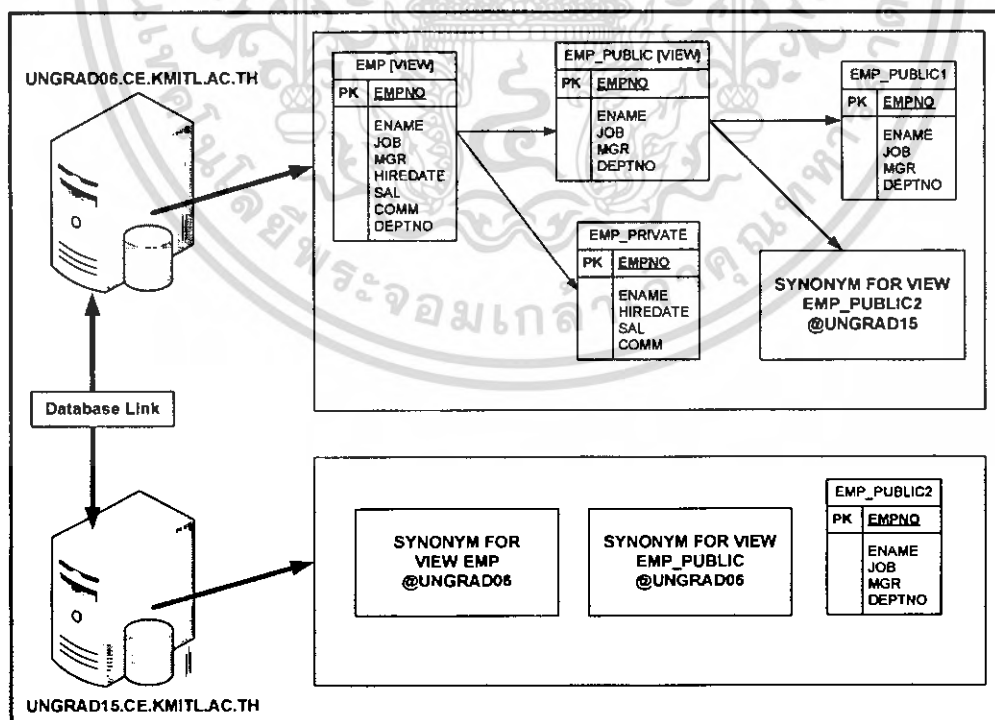 UNGRAD06.CE.KMITL.AC.TH
EMP [VIEW]
PK EMPNO
ENAME
JOB
MGR
HIREDATE
SAL
COMM
DEPTNO
EMP_PUBLIC [VIEW]
PK EMPNO
ENAME
JOB
MGR
DEPTNO
EMP_PUBLIC1
PK EMPNO
ENAME
JOB
MGR
DEPTNO
EMP_PRIVATE
PK EMPNO
ENAME
HIREDATE
SAL
COMM
SYNONYM FOR VIEW
EMP_PUBLIC2
@UNGRAD15
Database Link
SYNONYM FOR
VIEW EMP
@UNGRAD06
SYNONYM FOR VIEW
EMP_PUBLIC
@UNGRAD06
EMP_PUBLIC2
PK EMPNO
ENAME
JOB
MGR
DEPTNO
UNGRAD15.CE.KMITL.AC.TH